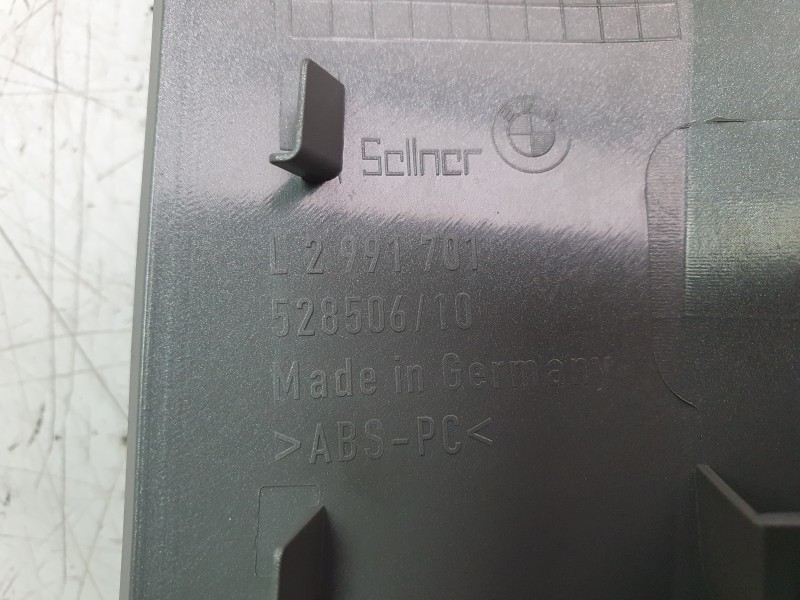 Sellner
L 2 991 701
528506/10
Made in Germany
>ABS-PC<